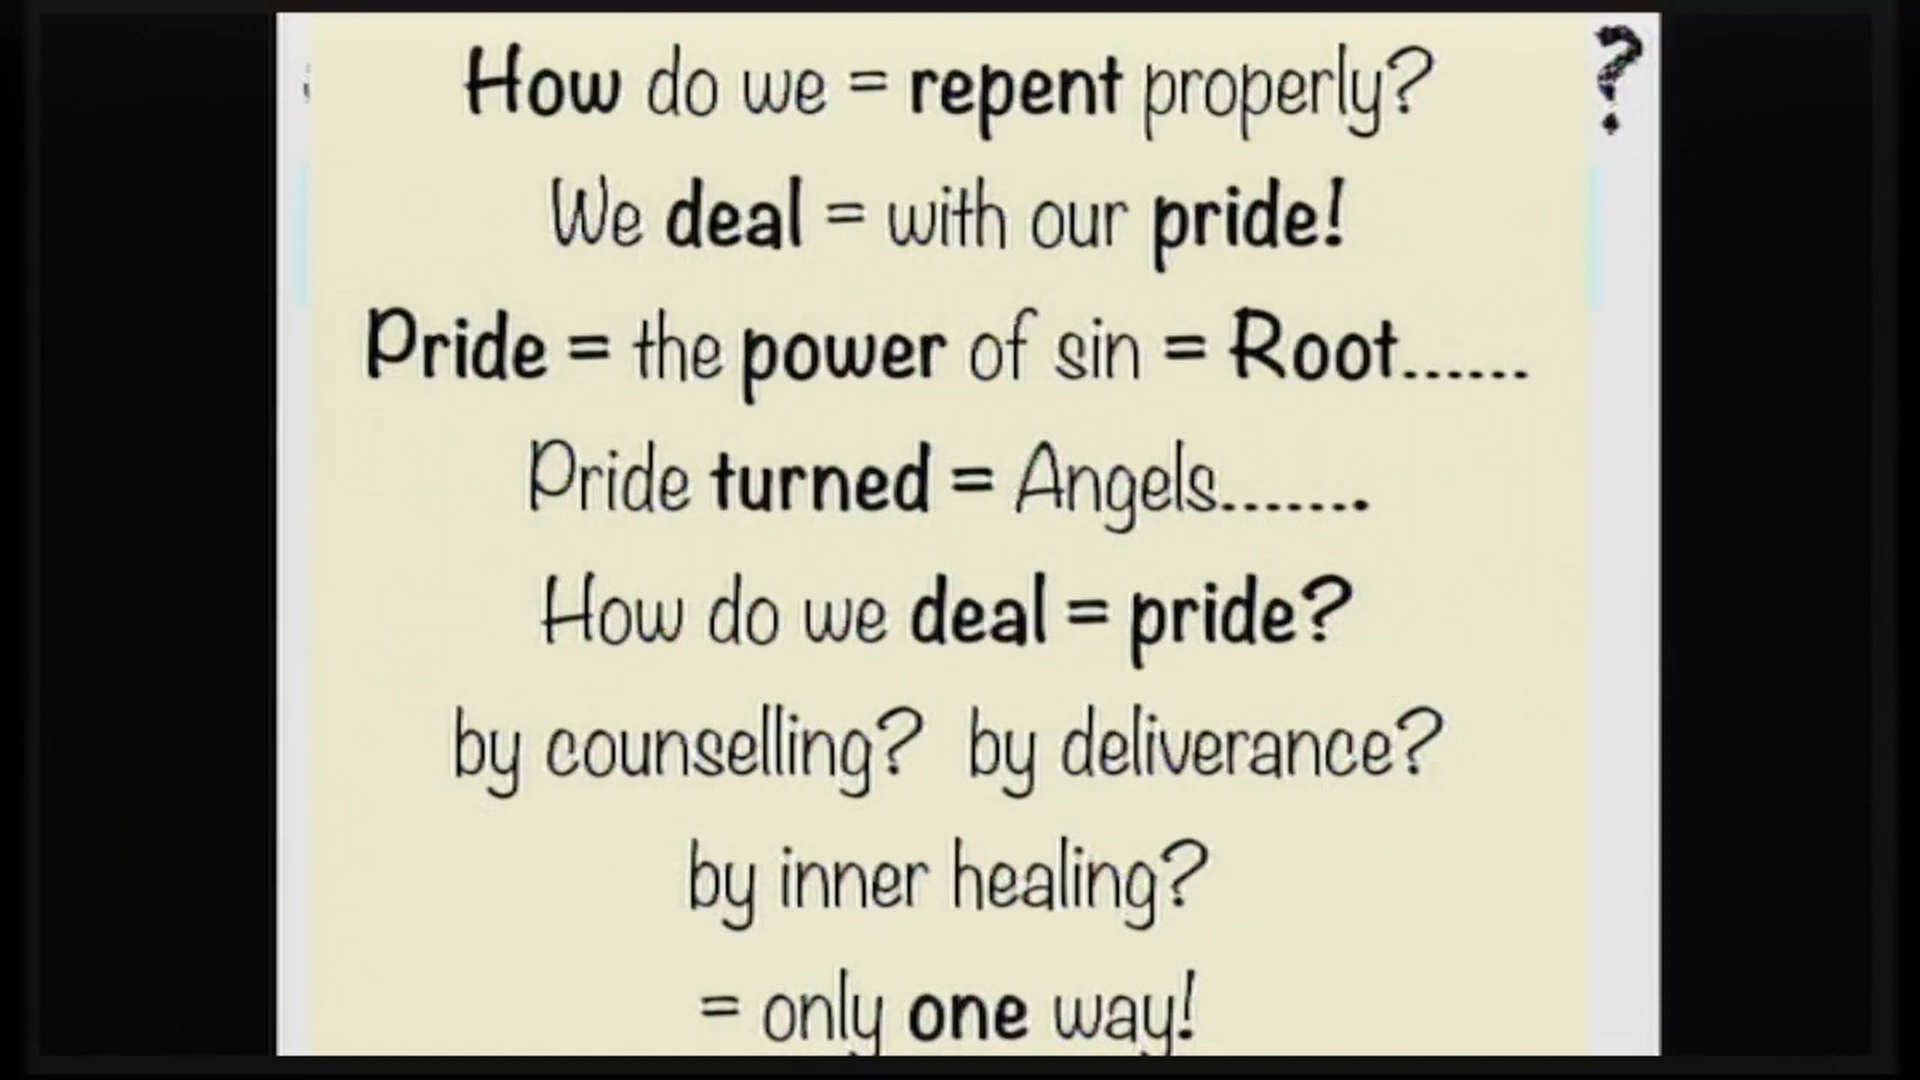 How do we = repent properly?
?
We deal = with our pride!
Pride = the power of sin = Root......
Pride turned = Angels.......
How do we deal = pride?
by counselling?  by deliverance?
by inner healing?
= only one way!